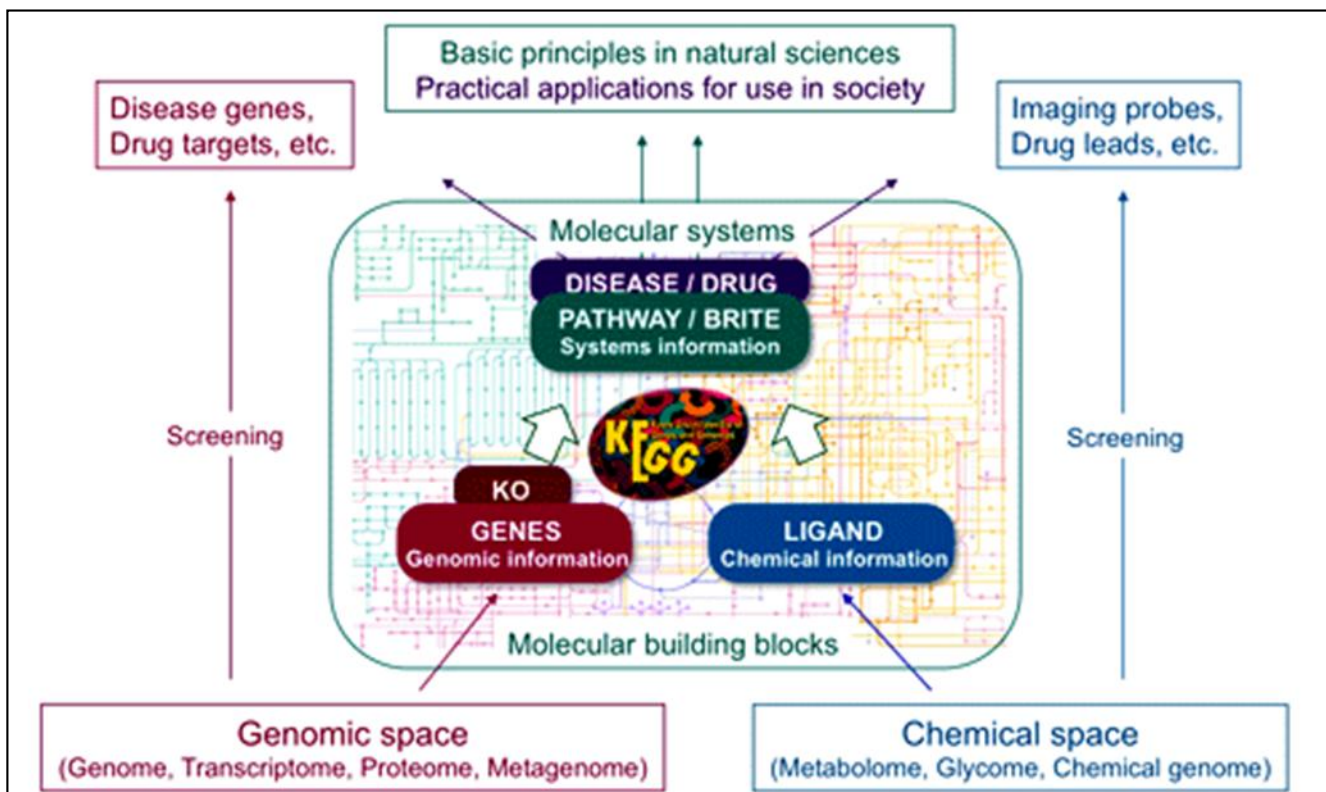 Basic principles in natural sciences
Practical applications for use in society
Disease genes,
Drug targets, etc.
Imaging probes,
Drug leads, etc.
Molecular systems
DISEASE / DRUG
PATHWAY / BRITE
Systems information
Screening
Screening
KEGG
KO
GENES
Genomic information
LIGAND
Chemical information
Molecular building blocks
Genomic space
(Genome, Transcriptome, Proteome, Metagenome)
Chemical space
(Metabolome, Glycome, Chemical genome)